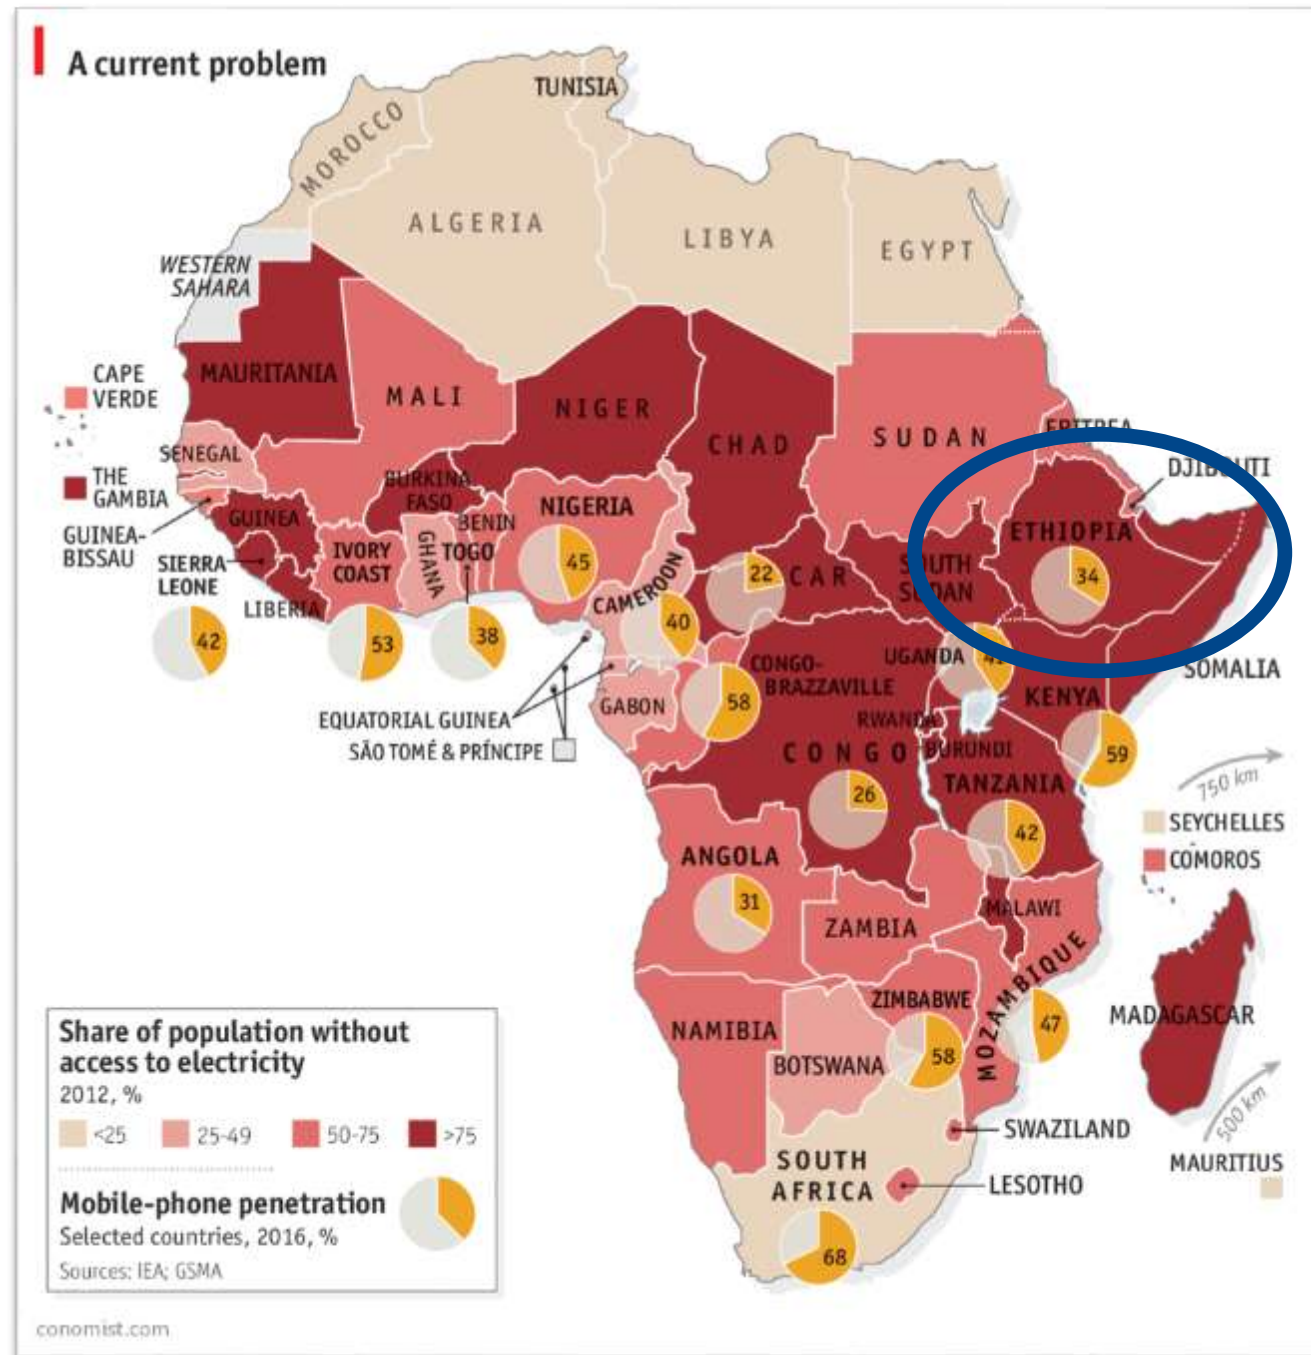 A current problem
TUNISIA
MOROCCO
ALGERIA
LIBYA
EGYPT
WESTERN
SAHARA
MAURITANIA
MALI
NIGER
CHAD
SUDAN
ERITREA
DJIBOUTI
CAPE
VERDE
SENEGAL
THE
GAMBIA
GUINEA-
BISSAU
GUINEA
SIERRA
LEONE
42
LIBERIA
BURKINA
FASO
IVORY
COAST
53
GHANA
TOGO
38
BENIN
NIGERIA
45
CAMEROON
40
22
CAR
SOUTH
SUDAN
ETHIOPIA
34
SOMALIA
EQUATORIAL GUINEA
SÃO TOMÉ & PRÍNCIPE
GABON
CONGO-
BRAZZAVILLE
58
UGANDA
KENYA
59
RWANDA
BURUNDI
CONGO
26
TANZANIA
42
750 km
SEYCHELLES
COMOROS
ANGOLA
31
ZAMBIA
MALAWI
MOZAMBIQUE
47
ZIMBABWE
58
NAMIBIA
BOTSWANA
MADAGASCAR
500 km
MAURITIUS
SWAZILAND
LESOTHO
SOUTH
AFRICA
68
Share of population without
access to electricity
2012, %
<25 25-49 50-75 >75
Mobile-phone penetration
Selected countries, 2016, %
Sources: IEA; GSMA
conomist.com